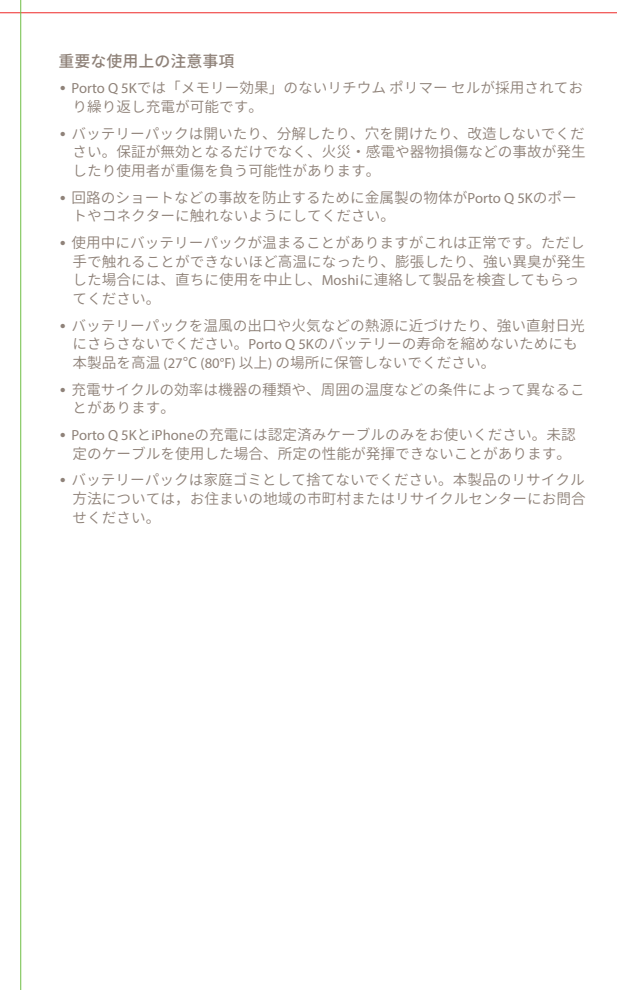 重要な使用上の注意事項
• Porto Q 5Kでは「メモリー効果」のないリチウム ポリマー セルが採用されてお
り繰り返し充電が可能です。
• バッテリーパックは開いたり、分解したり、穴を開けたり、改造しないでくだ
さい。保証が無効となるだけでなく、火災・感電や器物損傷などの事故が発生
したり使用者が重傷を負う可能性があります。
• 回路のショートなどの事故を防止するために金属製の物体がPorto Q 5Kのポー
トやコネクターに触れないようにしてください。
• 使用中にバッテリーパックが温まることがありますがこれは正常です。ただし
手で触れることができないほど高温になったり、膨張したり、強い異臭が発生
した場合には、直ちに使用を中止し、Moshiに連絡して製品を検査してもらっ
てください。
• バッテリーパックを温風の出口や火気などの熱源に近づけたり、強い直射日光
にさらさないでください。Porto Q 5Kのバッテリーの寿命を縮めないためにも
本製品を高温 (27°C (80°F) 以上) の場所に保管しないでください。
• 充電サイクルの効率は機器の種類や、周囲の温度などの条件によって異なるこ
とがあります。
• Porto Q 5KとiPhoneの充電には認定済みケーブルのみをお使いください。未認
定のケーブルを使用した場合、所定の性能が発揮できないことがあります。
• バッテリーパックは家庭ゴミとして捨てないでください。本製品のリサイクル
方法については，お住まいの地域の市町村またはリサイクルセンターにお問合
せください。